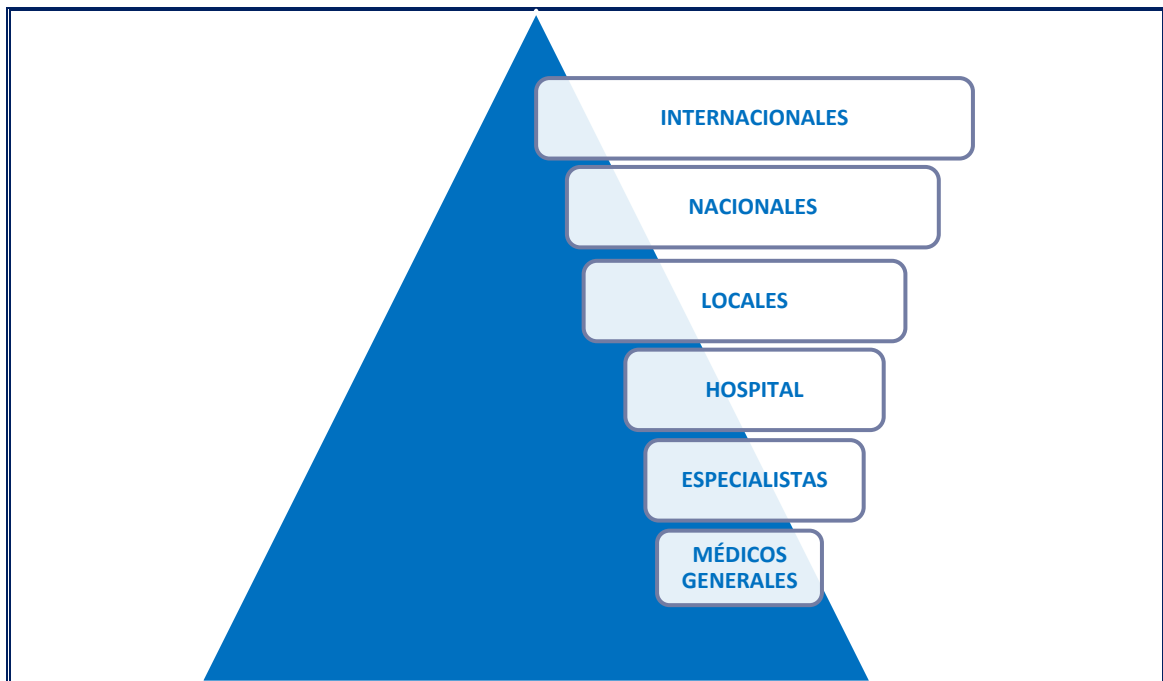 INTERNACIONALES
NACIONALES
LOCALES
HOSPITAL
ESPECIALISTAS
MÉDICOS
GENERALES